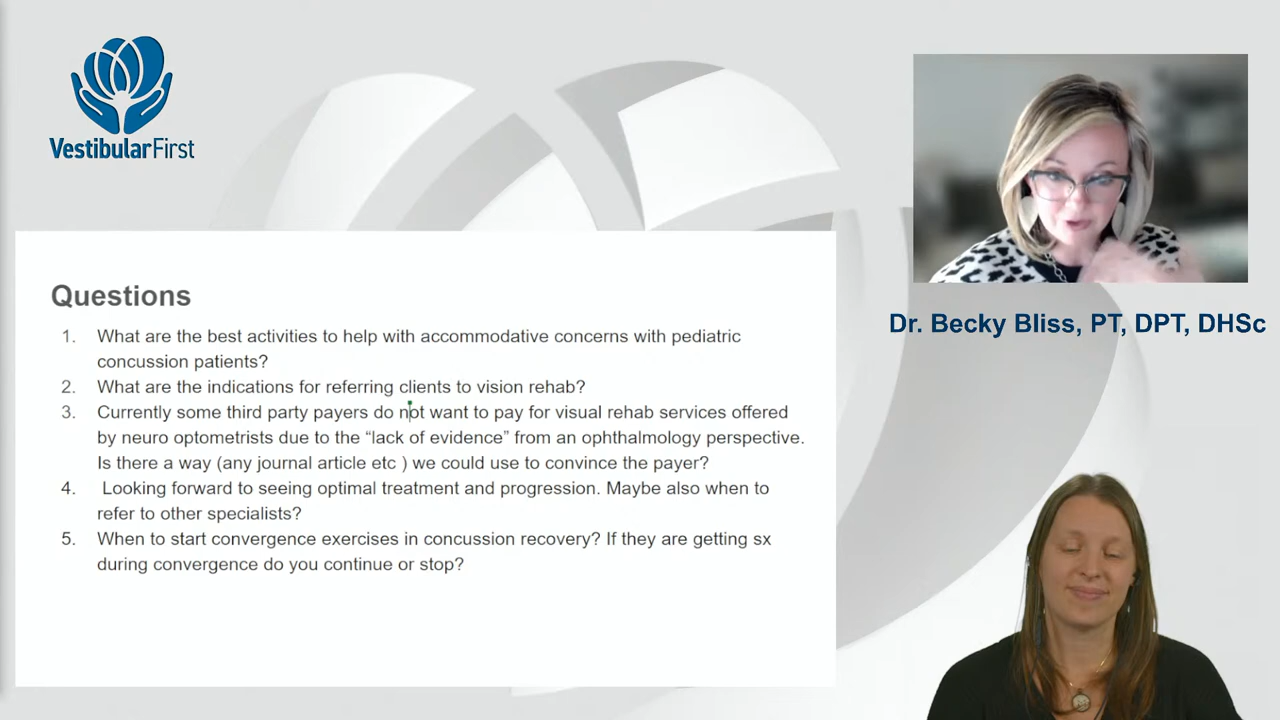 VestibularFirst
Dr. Becky Bliss, PT, DPT, DHSc
Questions
1. What are the best activities to help with accommodative concerns with pediatric
concussion patients?
2. What are the indications for referring clients to vision rehab?
3. Currently some third party payers do not want to pay for visual rehab services offered
by neuro optometrists due to the “lack of evidence” from an ophthalmology perspective.
Is there a way (any journal article etc ) we could use to convince the payer?
4. Looking forward to seeing optimal treatment and progression. Maybe also when to
refer to other specialists?
5. When to start convergence exercises in concussion recovery? If they are getting sx
during convergence do you continue or stop?